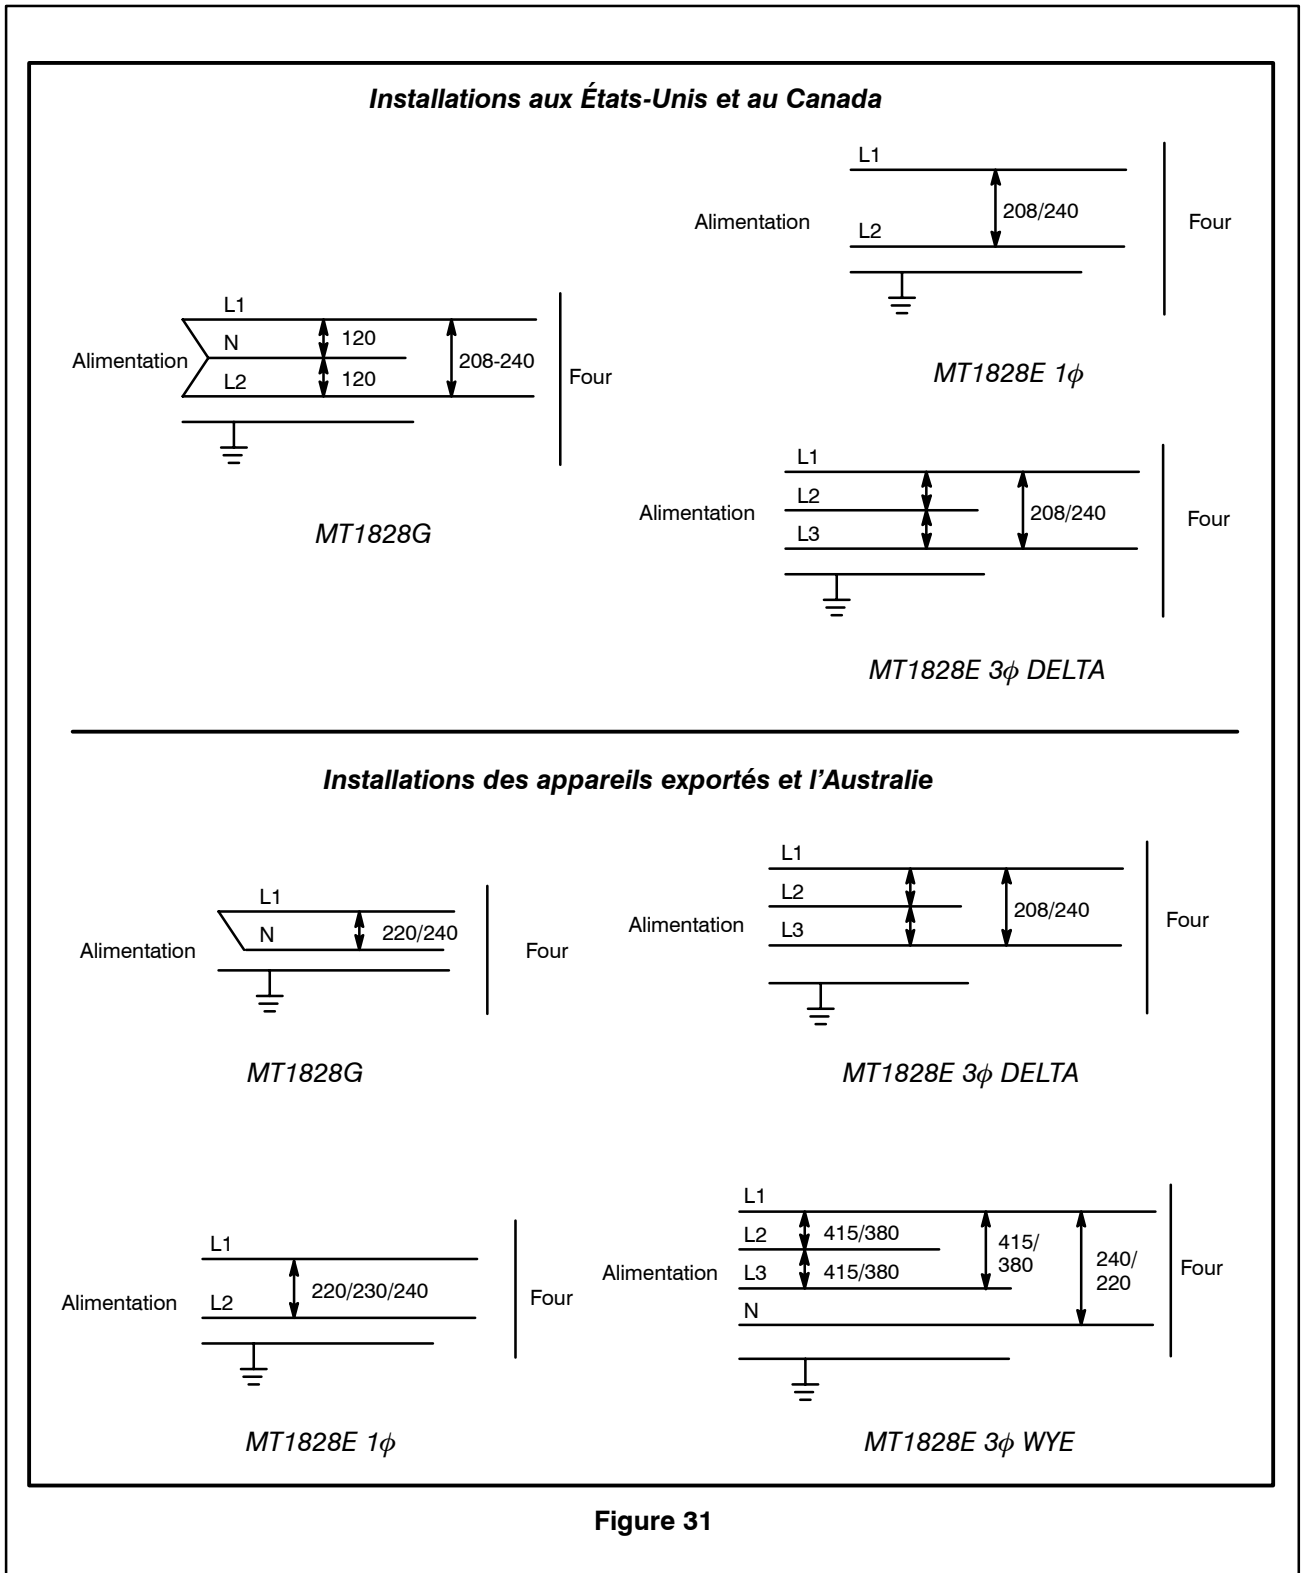 Installations aux États-Unis et au Canada
L1
Alimentation
208/240
Four
L2
MT1828E 1ϕ
L1
N
120
Alimentation
208-240
L2
120
Four
MT1828G
L1
L2
Alimentation
208/240
Four
L3
MT1828E 3ϕ DELTA
Installations des appareils exportés et l'Australie
L1
N
220/240
Alimentation
Four
MT1828G
L1
L2
208/240
Alimentation
Four
L3
MT1828E 3ϕ DELTA
L1
220/230/240
Alimentation
L2
Four
MT1828E 1ϕ
L1
L2
415/380
415/
380
240/
220
Alimentation
L3
415/380
Four
N
MT1828E 3ϕ WYE
Figure 31